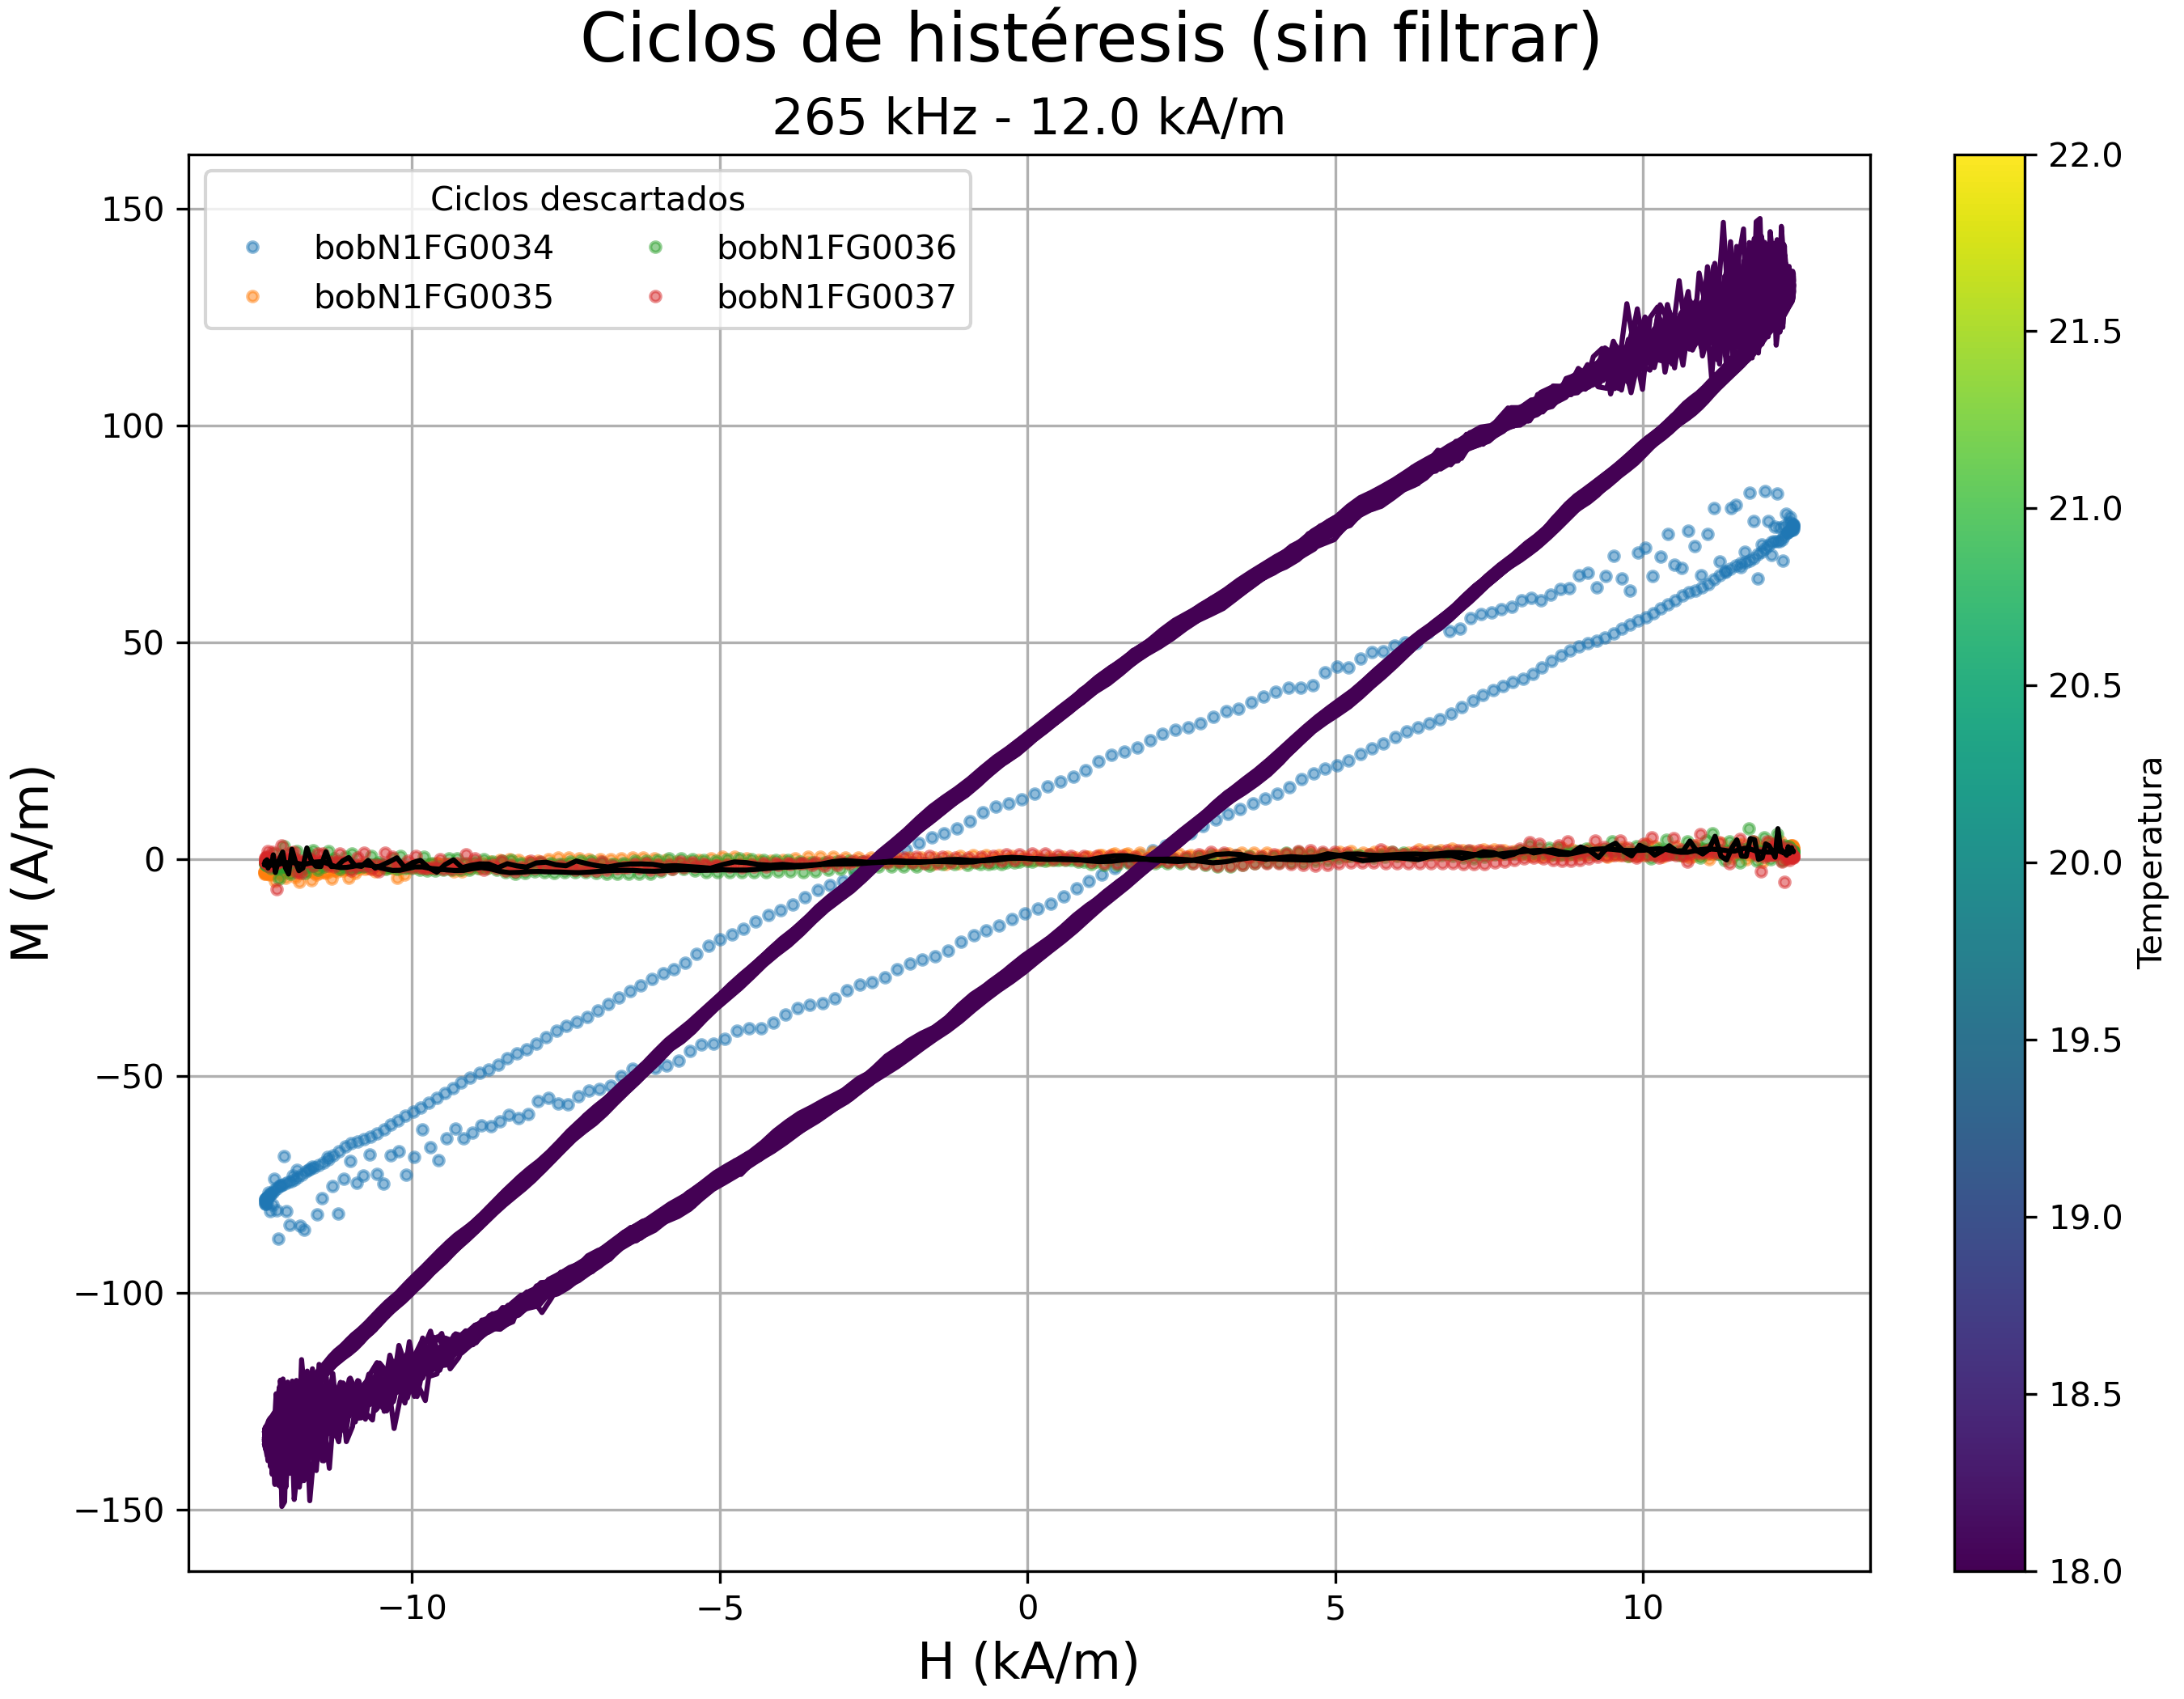 Ciclos de histéresis (sin filtrar)
265 kHz - 12.0 kA/m
Ciclos descartados
bobN1FG0034
bobN1FG0036
bobN1FG0035
bobN1FG0037
150
100
50
0
−50
−100
−150
M (A/m)
−10
−5
0
5
10
H (kA/m)
22.0
21.5
21.0
20.5
20.0
19.5
19.0
18.5
18.0
Temperatura